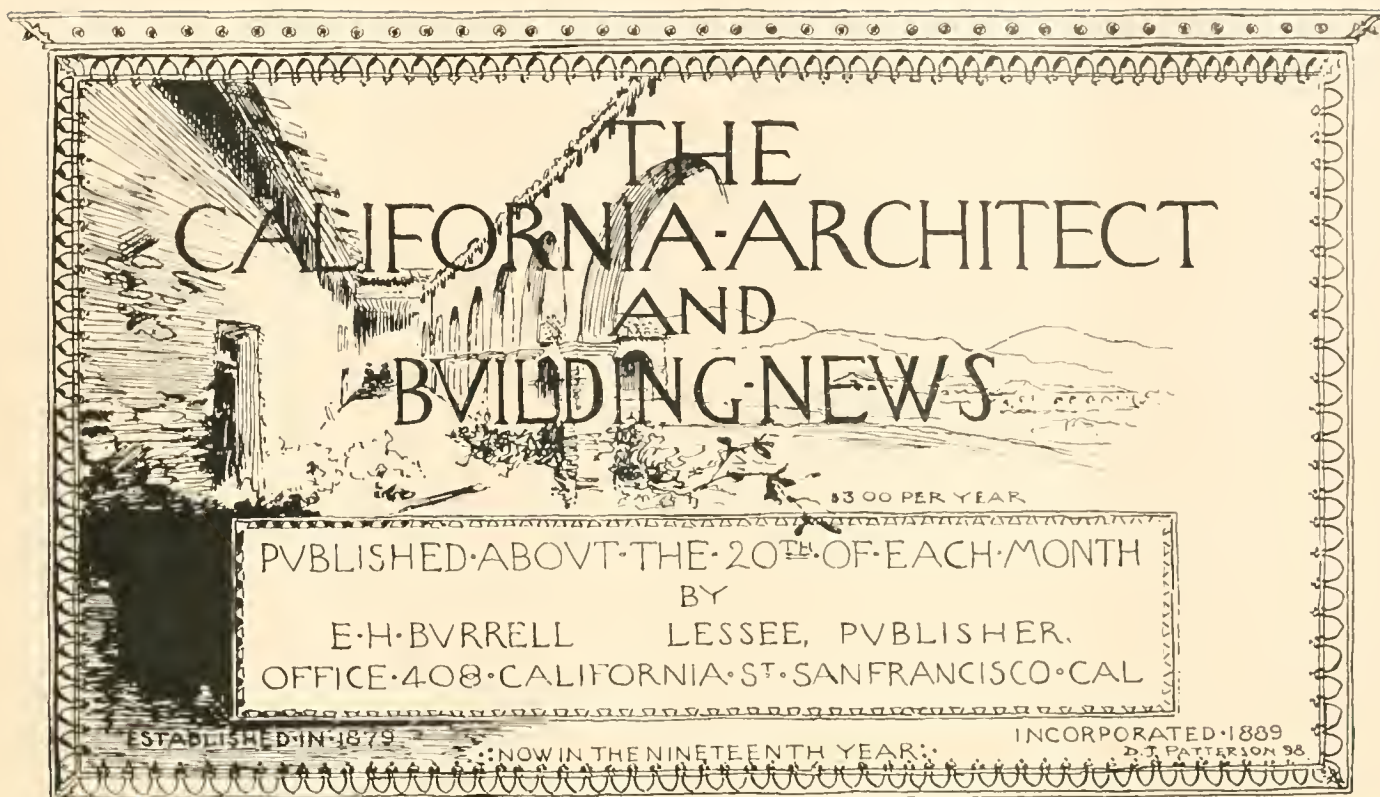 THE
CALIFORNIA·ARCHITECT
AND
BVILDING·NEWS
$3 00 PER YEAR
PVBLISHED·ABOVT·THE·20TH·OF·EACH·MONTH
BY
E·H·BVRRELL LESSEE, PVBLISHER.
OFFICE·408·CALIFORNIA·ST·SANFRANCISCO·CAL
ESTABLISHED·IN·1879
INCORPORATED·1889
·:NOW IN THE NINETEENTH YEAR:·
D.J. PATTERSON 98